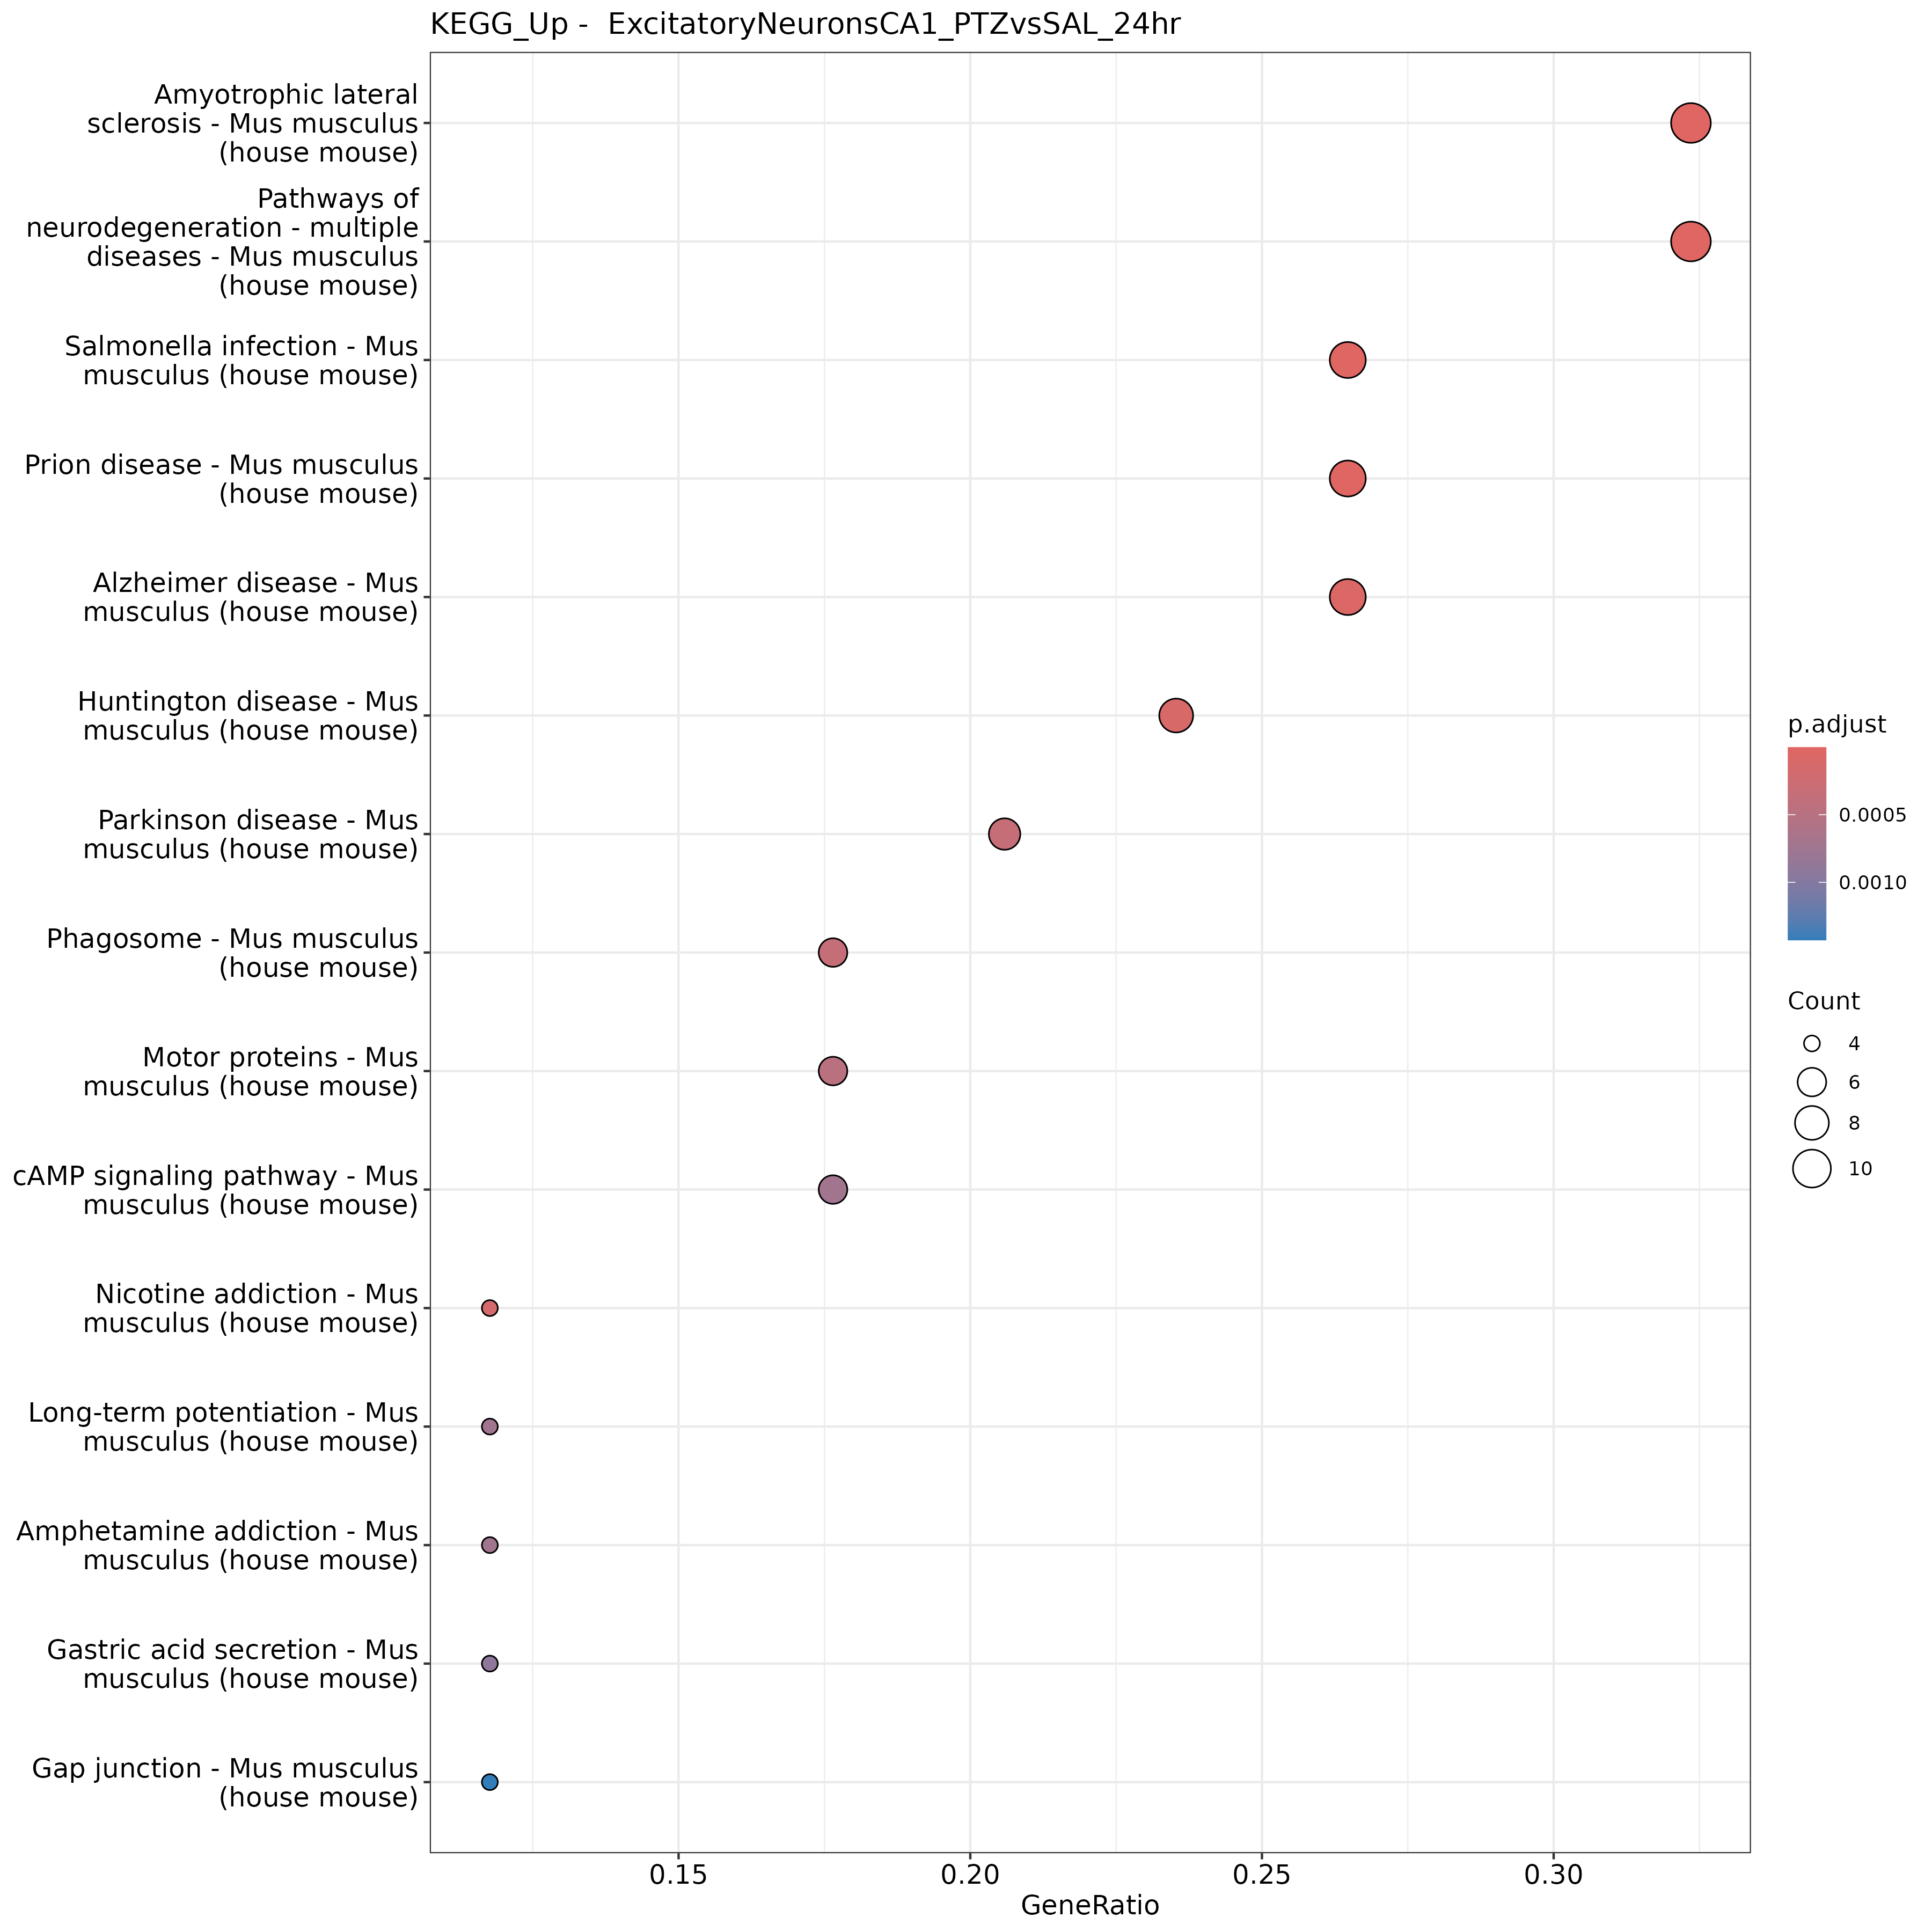 KEGG_Up -  ExcitatoryNeuronsCA1_PTZvsSAL_24hr
Amyotrophic lateral
sclerosis - Mus musculus
(house mouse)
Pathways of
neurodegeneration - multiple
diseases - Mus musculus
(house mouse)
Salmonella infection - Mus
musculus (house mouse)
Prion disease - Mus musculus
(house mouse)
Alzheimer disease - Mus
musculus (house mouse)
Huntington disease - Mus
musculus (house mouse)
Parkinson disease - Mus
musculus (house mouse)
Phagosome - Mus musculus
(house mouse)
Motor proteins - Mus
musculus (house mouse)
cAMP signaling pathway - Mus
musculus (house mouse)
Nicotine addiction - Mus
musculus (house mouse)
Long-term potentiation - Mus
musculus (house mouse)
Amphetamine addiction - Mus
musculus (house mouse)
Gastric acid secretion - Mus
musculus (house mouse)
Gap junction - Mus musculus
(house mouse)
0.15 0.20 0.25 0.30
GeneRatio
p.adjust
0.0005
0.0010
Count
4
6
8
10